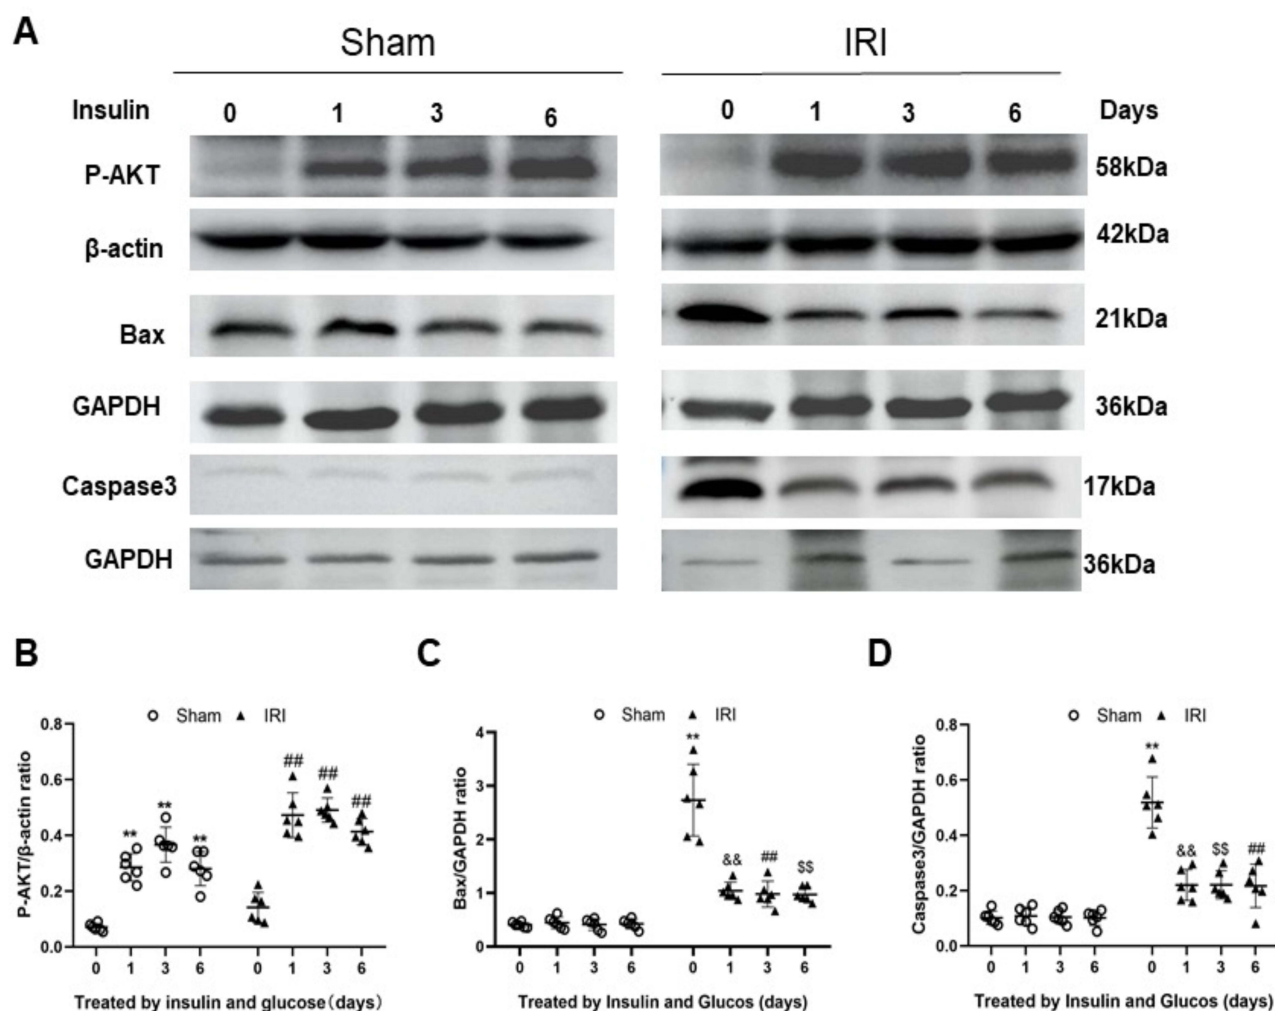 A
Sham IRI
Insulin 0 1 3 6 0 1 3 6 Days
P-AKT 58kDa
β-actin 42kDa
Bax 21kDa
GAPDH 36kDa
Caspase3 17kDa
GAPDH 36kDa
B
Sham IRI
P-AKT/β-actin ratio
0.8
0.6
0.4
0.2
0.0
** ** ** ## ## ##
0 1 3 6 0 1 3 6
Treated by insulin and glucose(days)
C
Sham IRI
Bax/GAPDH ratio
4
3
2
1
0
** && ## $$
0 1 3 6 0 1 3 6
Treated by Insulin and Glucos (days)
D
Sham IRI
Caspase3/GAPDH ratio
0.8
0.6
0.4
0.2
0.0
** && $$ ##
0 1 3 6 0 1 3 6
Treated by Insulin and Glucos (days)